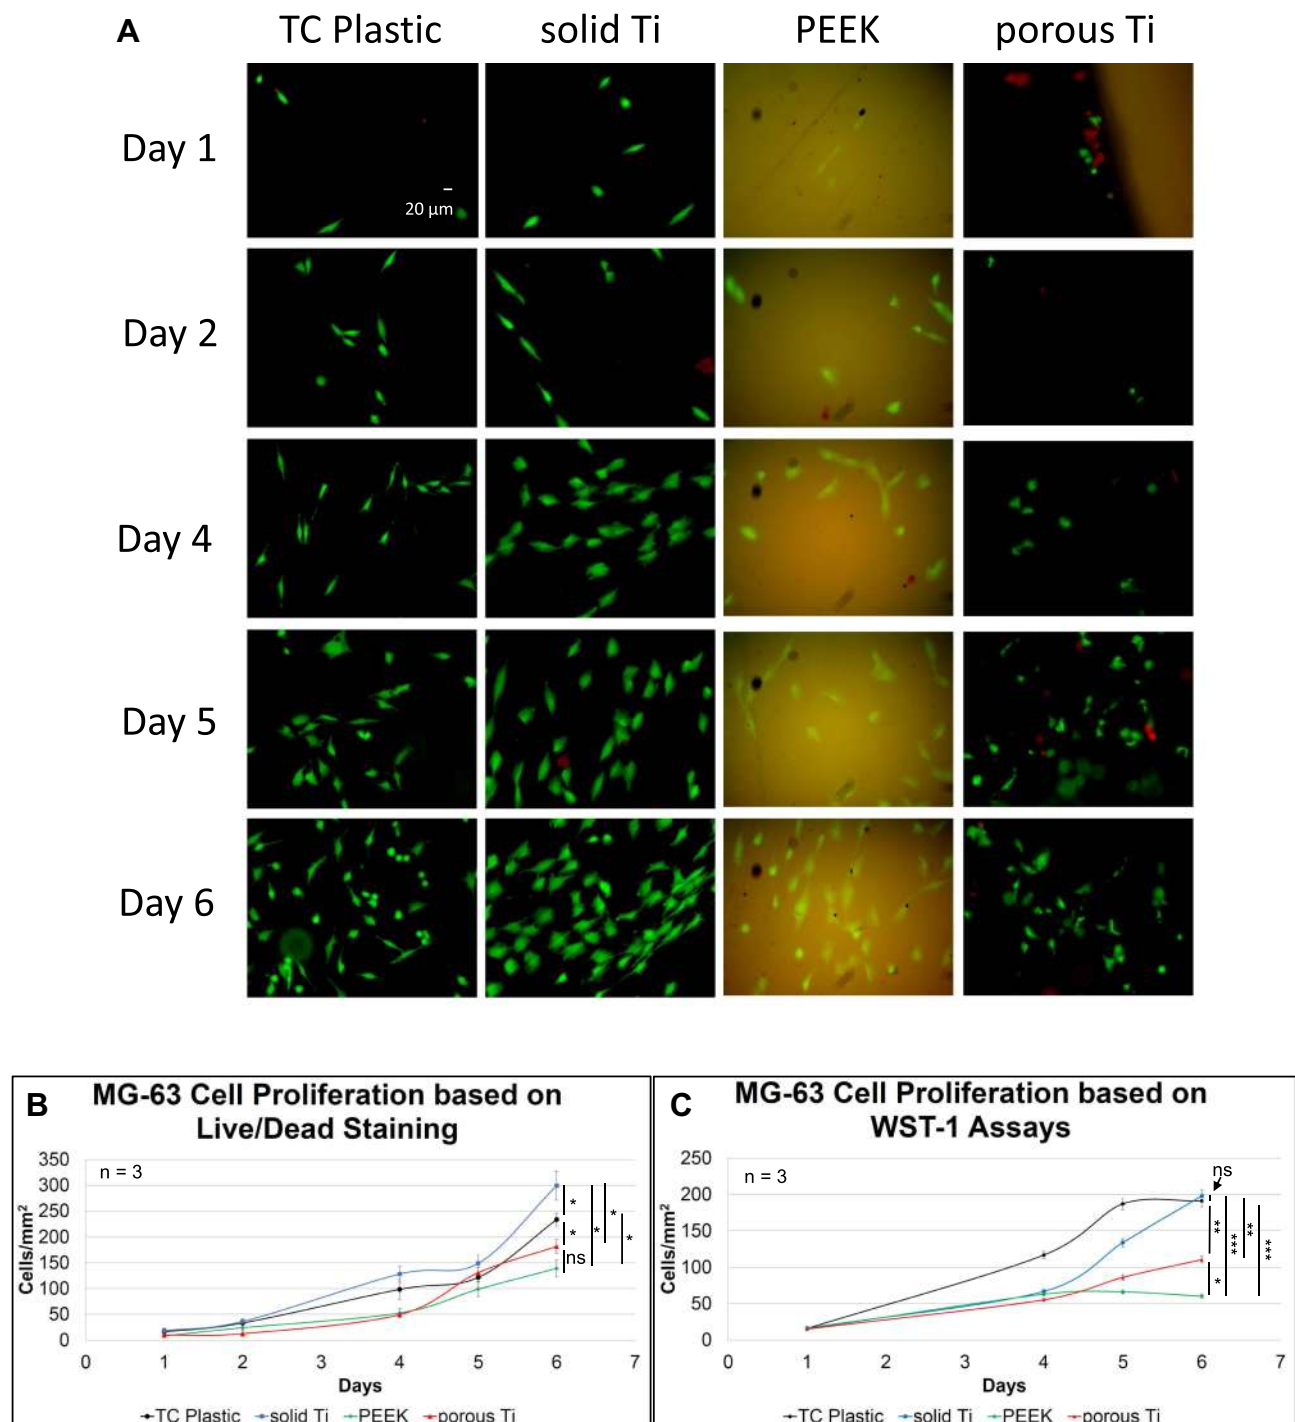 A
TC Plastic solid Ti PEEK porous Ti
Day 1
20 µm
Day 2
Day 4
Day 5
Day 6
B
MG-63 Cell Proliferation based on
Live/Dead Staining
n = 3
350
300
250
200
150
100
50
0
Cells/mm²
0 1 2 3 4 5 6 7
Days
* * ns * * *
TC Plastic solid Ti PEEK porous Ti
C
MG-63 Cell Proliferation based on
WST-1 Assays
n = 3
250
200
150
100
50
0
Cells/mm²
0 1 2 3 4 5 6 7
Days
ns
** *** ** *** *
TC Plastic solid Ti PEEK porous Ti